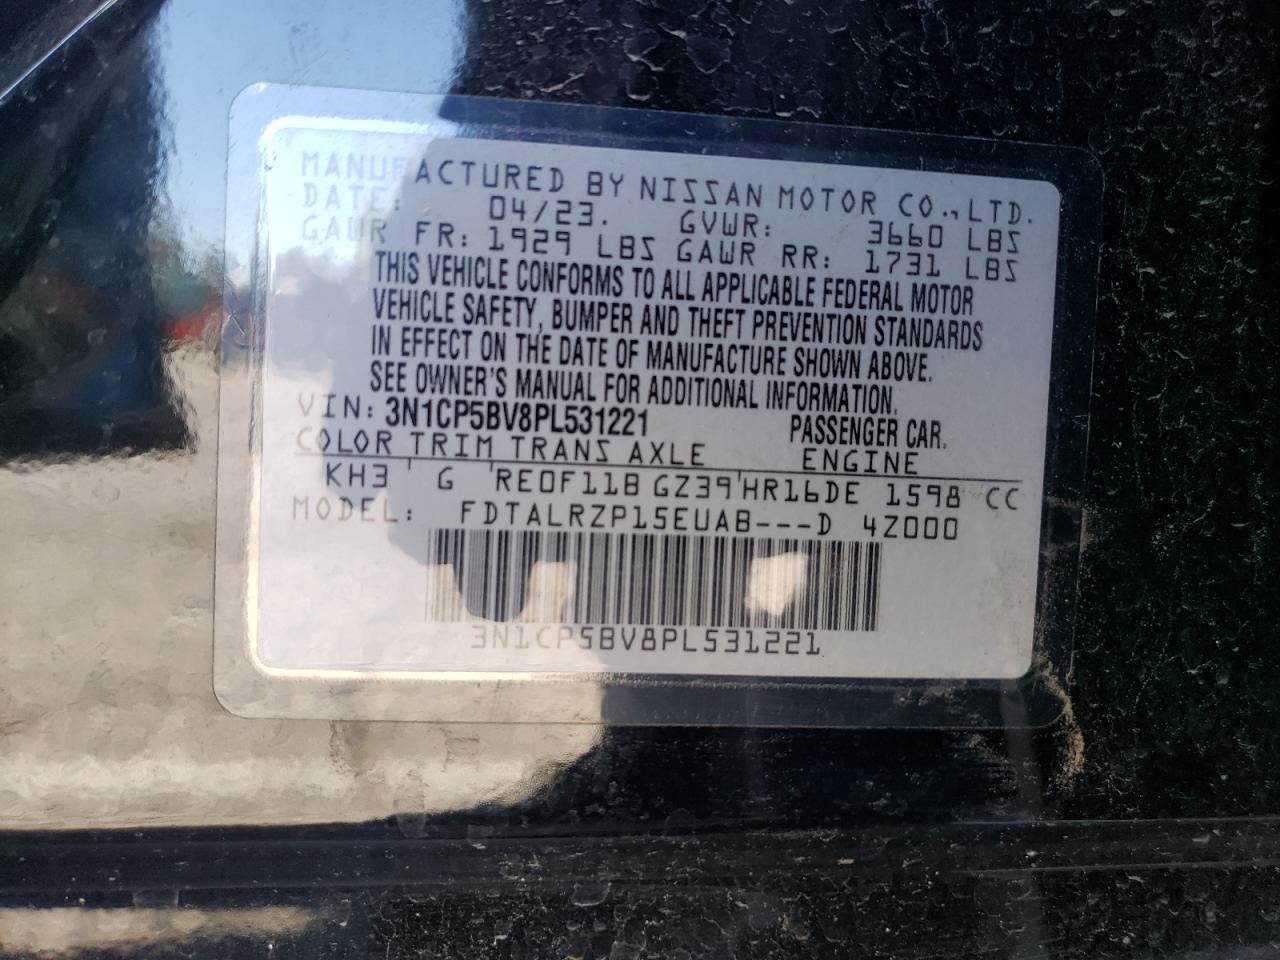 MANUFACTURED BY NISSAN MOTOR CO.,LTD.
DATE: 04/23. GVWR: 3660 LBS
GAWR FR: 1929 LBS GAWR RR: 1731 LBS
THIS VEHICLE CONFORMS TO ALL APPLICABLE FEDERAL MOTOR
VEHICLE SAFETY, BUMPER AND THEFT PREVENTION STANDARDS
IN EFFECT ON THE DATE OF MANUFACTURE SHOWN ABOVE.
SEE OWNER'S MANUAL FOR ADDITIONAL INFORMATION.
VIN: 3N1CP5BV8PL531221 PASSENGER CAR.
COLOR TRIM TRANS AXLE ENGINE
KH3 G RE0F11B GZ39 HR16DE 1598 CC
MODEL: FDTALRZP15EUAB---D 4Z000
3N1CP5BV8PL531221